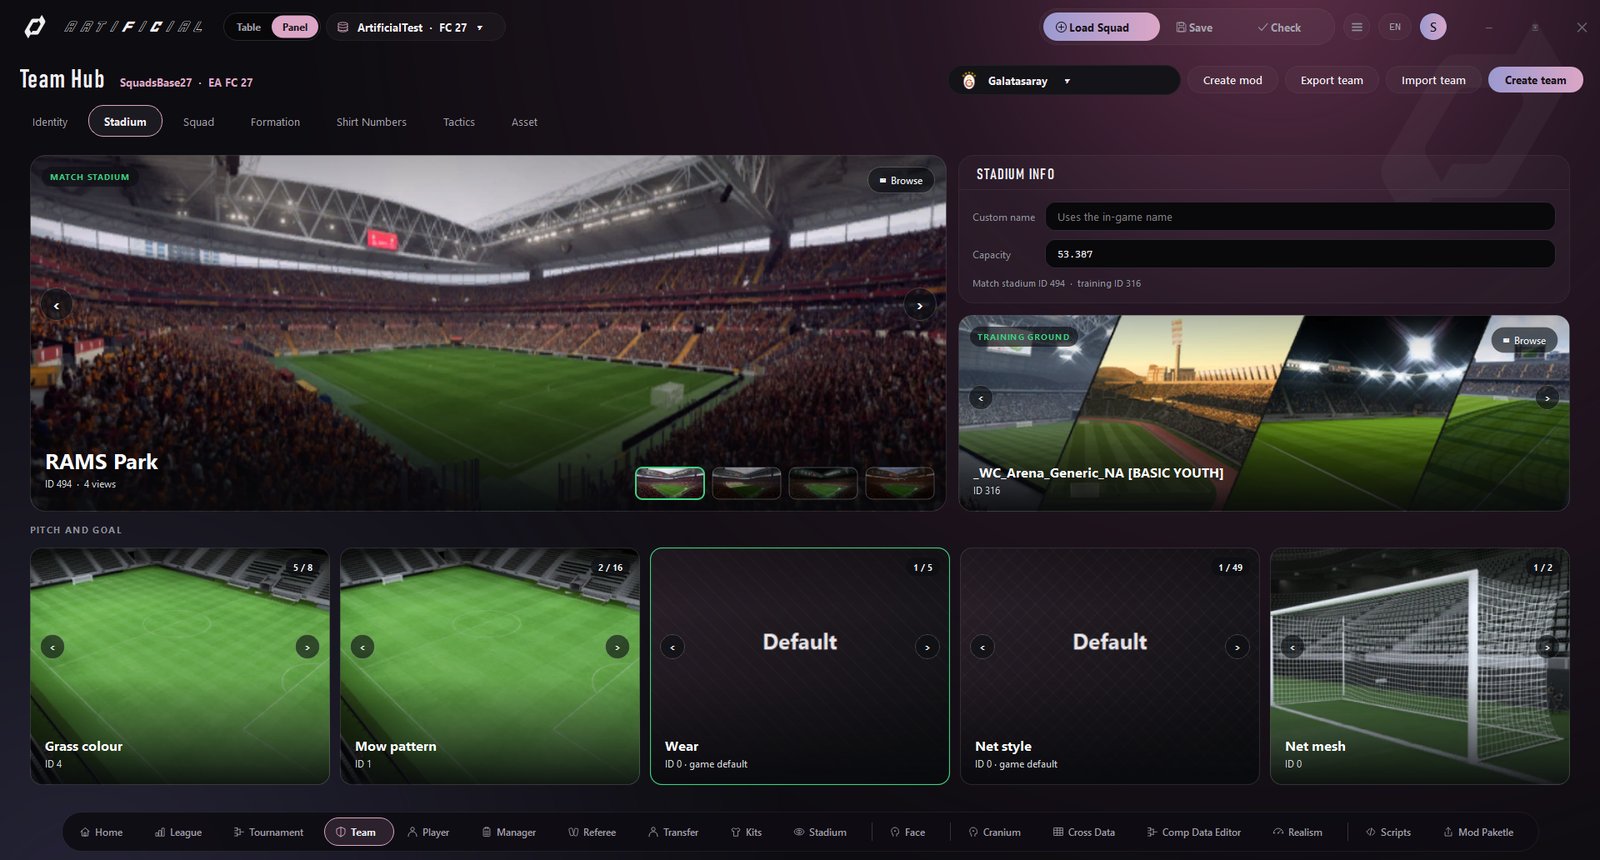 ARTIFICIAL
Table Panel ArtificialTest · FC 27
Load Squad Save Check EN S
Team Hub SquadsBase27 · EA FC 27
Galatasaray Create mod Export team Import team Create team
Identity Stadium Squad Formation Shirt Numbers Tactics Asset
MATCH STADIUM
Browse
RAMS Park
ID 494 · 4 views
STADIUM INFO
Custom name Uses the in-game name
Capacity 53.387
Match stadium ID 494 · training ID 316
TRAINING GROUND
Browse
_WC_Arena_Generic_NA [BASIC YOUTH]
ID 316
PITCH AND GOAL
5 / 8
Grass colour
ID 4
2 / 16
Mow pattern
ID 1
1 / 5
Default
Wear
ID 0 · game default
1 / 49
Default
Net style
ID 0 · game default
1 / 2
Net mesh
ID 0
Home League Tournament Team Player Manager Referee Transfer Kits Stadium Face Cranium Cross Data Comp Data Editor Realism Scripts Mod Paketle